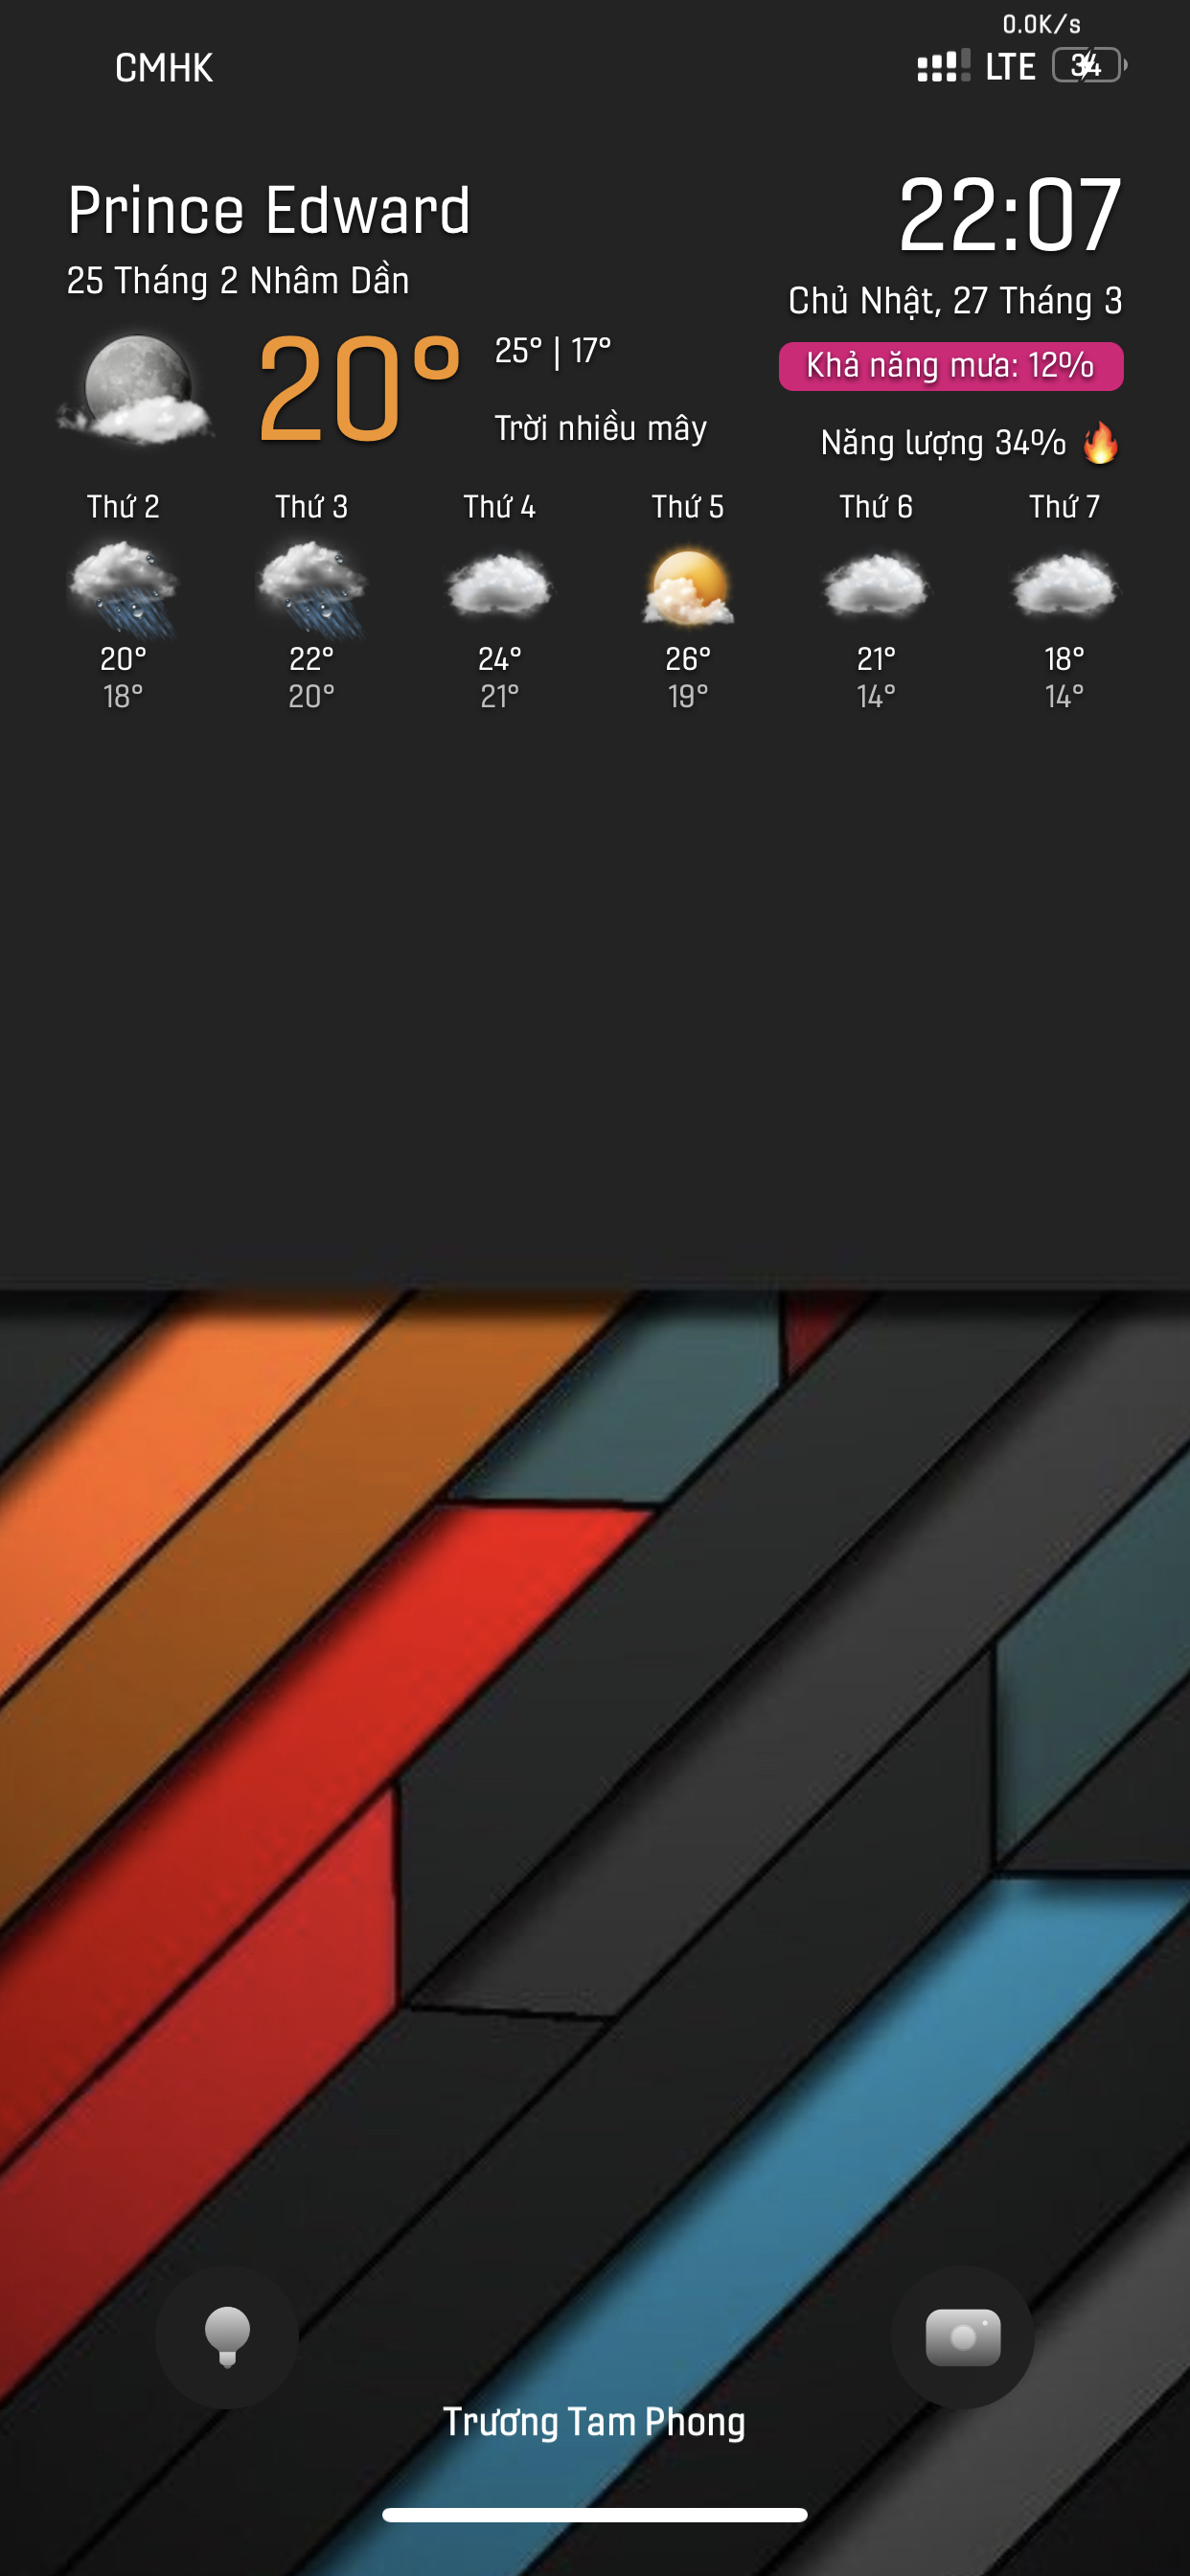 0.0K/s
CMHK LTE 34
Prince Edward
22:07
25 Tháng 2 Nhâm Dần
Chủ Nhật, 27 Tháng 3
20° 25° | 17°
Khả năng mưa: 12%
Trời nhiều mây
Năng lượng 34% 🔥
Thứ 2 Thứ 3 Thứ 4 Thứ 5 Thứ 6 Thứ 7
20° 22° 24° 26° 21° 18°
18° 20° 21° 19° 14° 14°
Trương Tam Phong